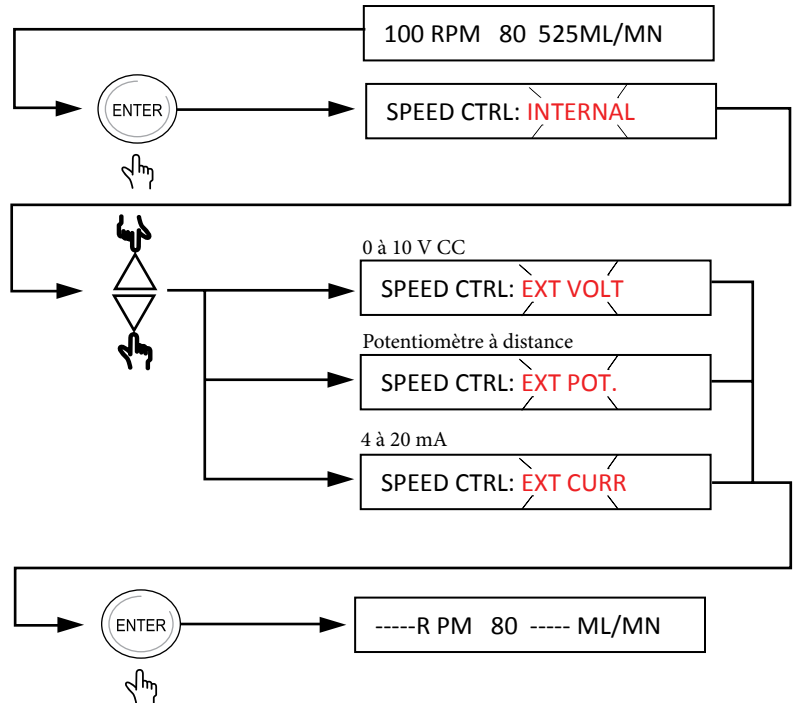 100 RPM 80 525ML/MN
ENTER
SPEED CTRL: INTERNAL
0 à 10 V CC
SPEED CTRL: EXT VOLT
Potentiomètre à distance
SPEED CTRL: EXT POT.
4 à 20 mA
SPEED CTRL: EXT CURR
ENTER
-----R PM 80 ----- ML/MN